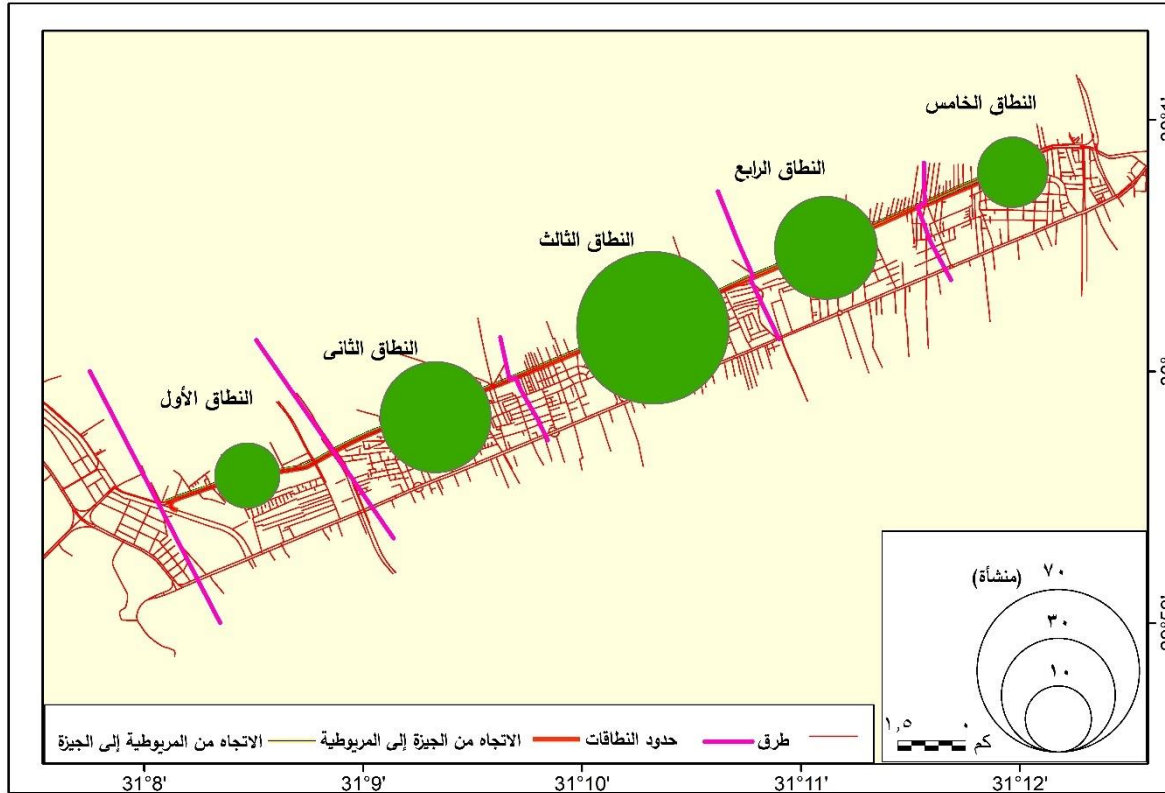 النطاق الخامس
النطاق الرابع
النطاق الثالث
النطاق الثانى
النطاق الأول
(منشأة)
٧٠
٣٠
١٠
١,٥ ٠
كم
طرق
حدود النطاقات
الاتجاه من الجيزة إلى المريوطية
الاتجاه من المريوطية إلى الجيزة
31°8' 31°9' 31°10' 31°11' 31°12'